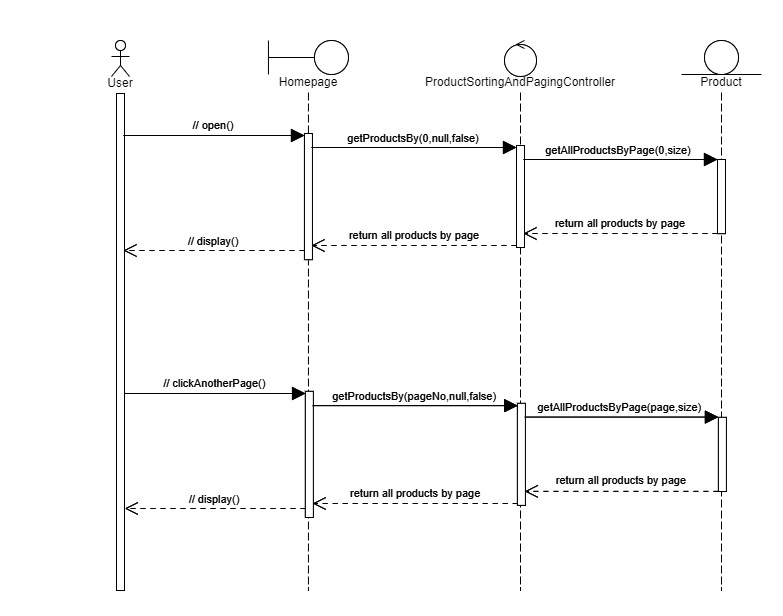 User
Homepage
ProductSortingAndPagingController
Product
// open()
getProductsBy(0,null,false)
getAllProductsByPage(0,size)
return all products by page
return all products by page
// display()
// clickAnotherPage()
getProductsBy(pageNo,null,false)
getAllProductsByPage(page,size)
return all products by page
return all products by page
// display()